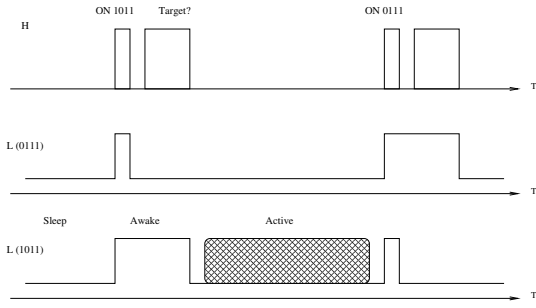 ON 1011 Target? ON 0111
H
T
L (0111)
T
Sleep Awake Active
L (1011)
T